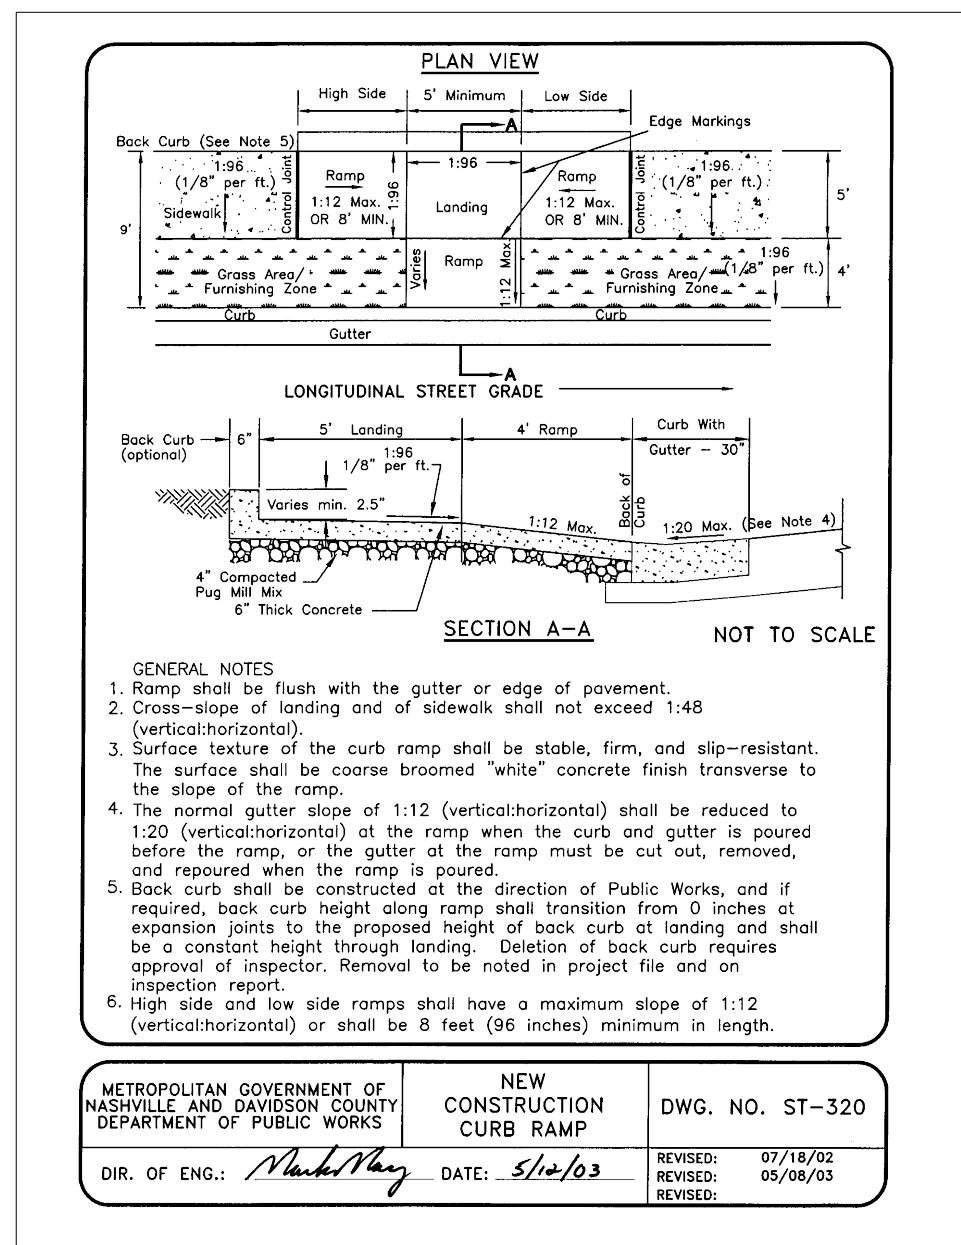 PLAN VIEW
High Side
5' Minimum
Low Side
A
Edge Markings
Back Curb (See Note 5)
1:96
(1/8" per ft.)
Sidewalk
Control Joint
Ramp
1:12 Max.
OR 8' MIN.
1:96
1:96
Landing
Ramp
1:12 Max.
OR 8' MIN.
Control Joint
1:96
(1/8" per ft.)
5'
9'
Grass Area/
Furnishing Zone
Varies
Ramp
1:12 Max.
Grass Area/
Furnishing Zone
1:96
(1/8" per ft.)
4'
Curb
Curb
Gutter
A
LONGITUDINAL STREET GRADE
Back Curb
(optional)
6"
5' Landing
4' Ramp
Curb With
Gutter – 30"
1:96
1/8" per ft.
Varies min. 2.5"
1:12 Max.
Back of
Curb
1:20 Max. (See Note 4)
4" Compacted
Pug Mill Mix
6" Thick Concrete
SECTION A–A
NOT TO SCALE
GENERAL NOTES
1. Ramp shall be flush with the gutter or edge of pavement.
2. Cross–slope of landing and of sidewalk shall not exceed 1:48
(vertical:horizontal).
3. Surface texture of the curb ramp shall be stable, firm, and slip–resistant.
The surface shall be coarse broomed "white" concrete finish transverse to
the slope of the ramp.
4. The normal gutter slope of 1:12 (vertical:horizontal) shall be reduced to
1:20 (vertical:horizontal) at the ramp when the curb and gutter is poured
before the ramp, or the gutter at the ramp must be cut out, removed,
and repoured when the ramp is poured.
5. Back curb shall be constructed at the direction of Public Works, and if
required, back curb height along ramp shall transition from 0 inches at
expansion joints to the proposed height of back curb at landing and shall
be a constant height through landing. Deletion of back curb requires
approval of inspector. Removal to be noted in project file and on
inspection report.
6. High side and low side ramps shall have a maximum slope of 1:12
(vertical:horizontal) or shall be 8 feet (96 inches) minimum in length.
METROPOLITAN GOVERNMENT OF
NASHVILLE AND DAVIDSON COUNTY
DEPARTMENT OF PUBLIC WORKS
NEW
CONSTRUCTION
CURB RAMP
DWG. NO. ST–320
DIR. OF ENG.:
DATE: 5/12/03
REVISED: 07/18/02
REVISED: 05/08/03
REVISED: